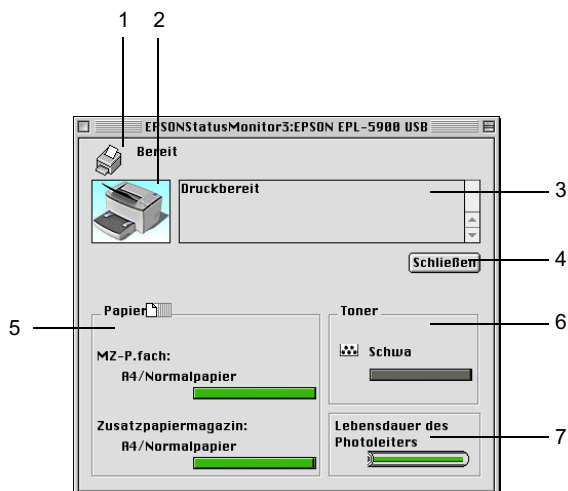 1
2
EPSONStatusMonitor3:EPSON EPL-5900 USB
Bereit
Druckbereit
3
Schließen
4
Papier
5
MZ-P.fach:
A4/Normalpapier
Zusatzpapiermagazin:
A4/Normalpapier
Toner
6
Schwa
Lebensdauer des
Photoleiters
7